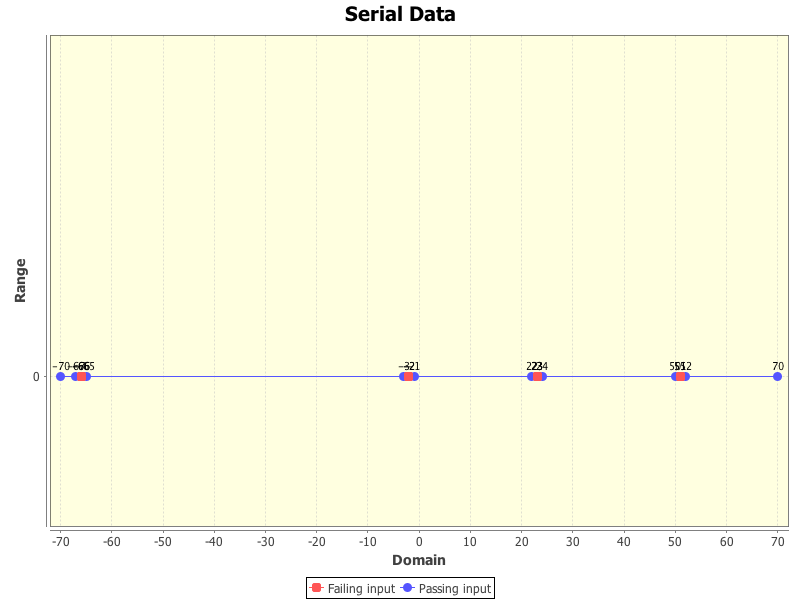 Serial Data
Range
0
-70
70
-70 -60 -50 -40 -30 -20 -10 0 10 20 30 40 50 60 70
Domain
Failing input Passing input